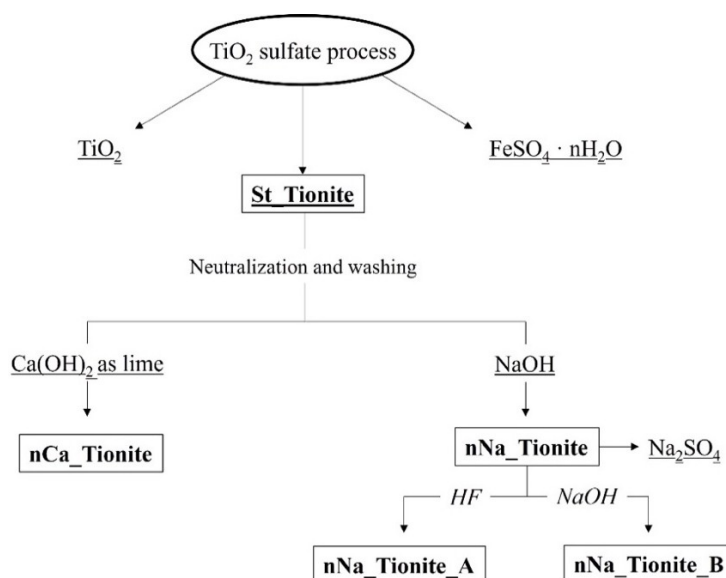 TiO₂ sulfate process
TiO₂
FeSO₄ · nH₂O
St_Tionite
Neutralization and washing
Ca(OH)₂ as lime
NaOH
nCa_Tionite
nNa_Tionite
Na₂SO₄
HF
NaOH
nNa_Tionite_A
nNa_Tionite_B